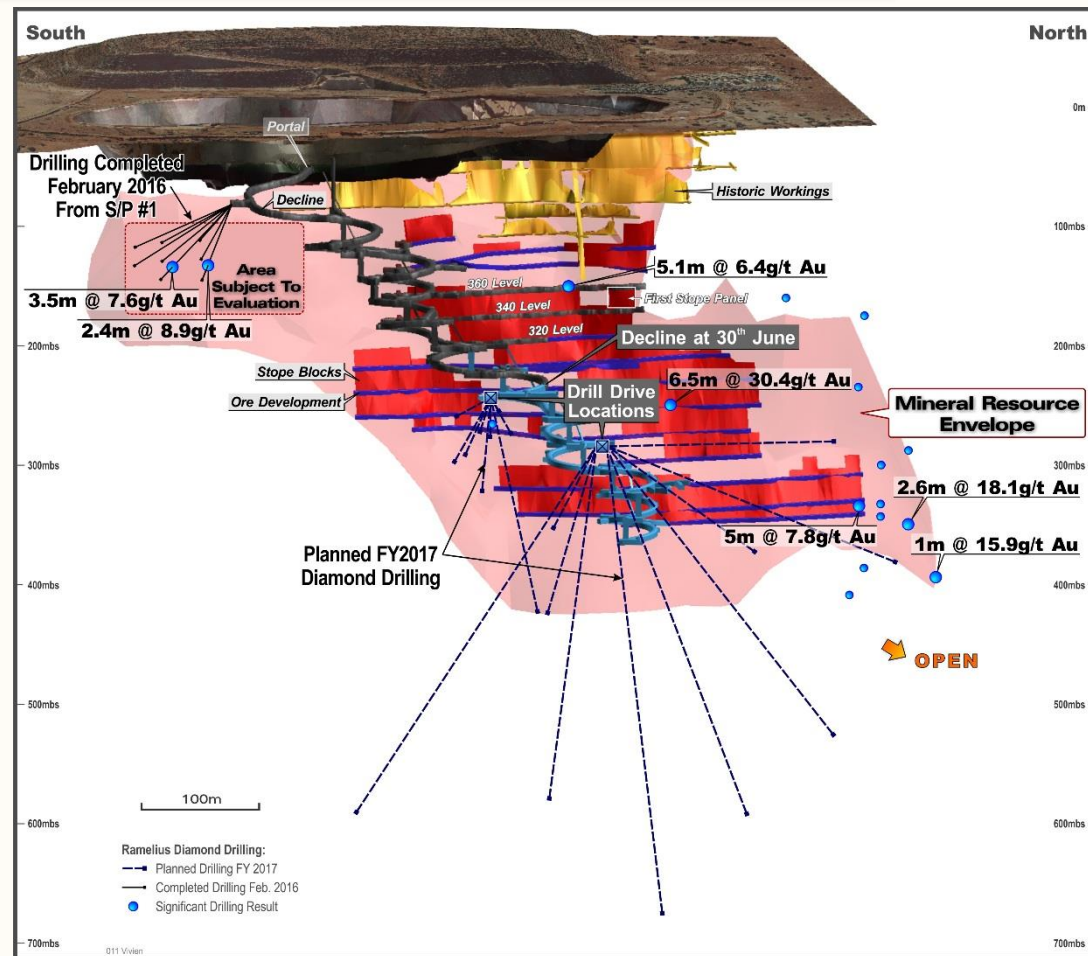 South
North
0m
Portal
Drilling Completed
February 2016
From S/P #1
Decline
Historic Workings
100mbs
Area
Subject To
Evaluation
5.1m @ 6.4g/t Au
3.5m @ 7.6g/t Au
360 Level
First Stope Panel
340 Level
2.4m @ 8.9g/t Au
320 Level
Decline at 30th June
200mbs
200mbs
Stope Blocks
6.5m @ 30.4g/t Au
Ore Development
Drill Drive
Locations
Mineral Resource
Envelope
300mbs
300mbs
2.6m @ 18.1g/t Au
5m @ 7.8g/t Au
1m @ 15.9g/t Au
Planned FY2017
Diamond Drilling
400mbs
400mbs
OPEN
500mbs
500mbs
100m
600mbs
600mbs
Ramelius Diamond Drilling:
Planned Drilling FY 2017
Completed Drilling Feb. 2016
Significant Drilling Result
700mbs
700mbs
011 Vivien